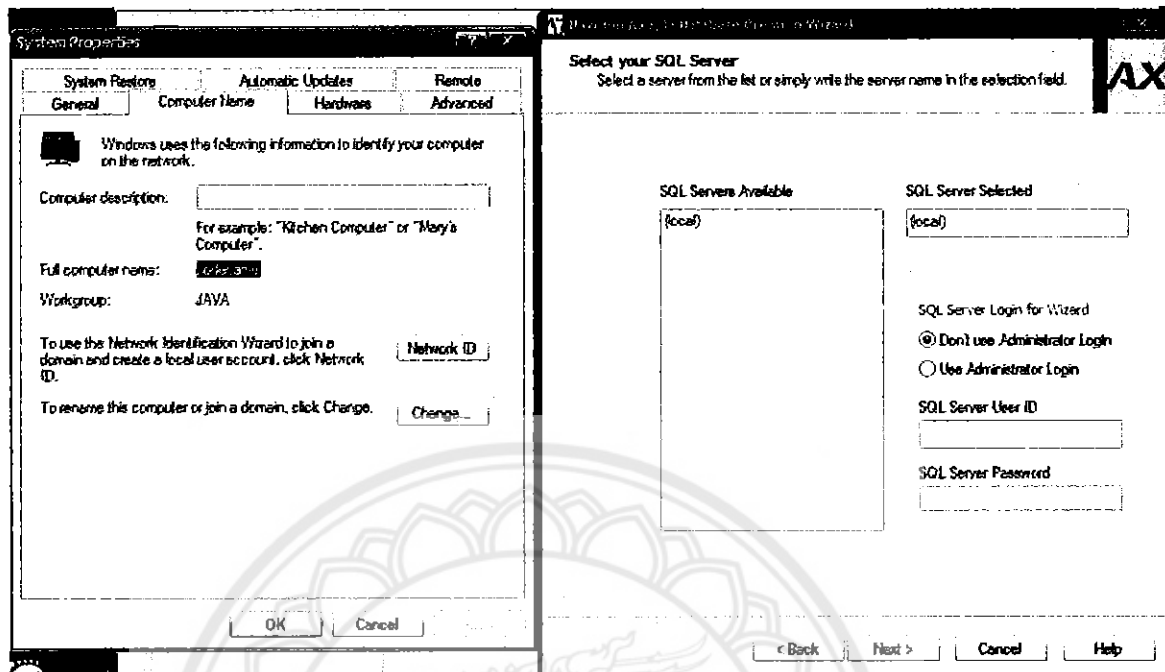 System Properties
System Restore
Automatic Updates
Remote
General
Computer Name
Hardware
Advanced
Windows uses the following information to identify your computer
on the network.
Computer description:
For example: "Kitchen Computer" or "Mary's
Computer".
Full computer name:
Workgroup:
JAVA
To use the Network Identification Wizard to join a
domain and create a local user account, click Network
ID.
Network ID
To rename this computer or join a domain, click Change.
Change...
OK
Cancel
Wizard
Select your SQL Server
Select a server from the list or simply write the server name in the selection field.
AX
SQL Servers Available
(local)
SQL Server Selected
(local)
SQL Server Login for Wizard
Don't use Administrator Login
Use Administrator Login
SQL Server User ID
SQL Server Password
< Back
Next >
Cancel
Help